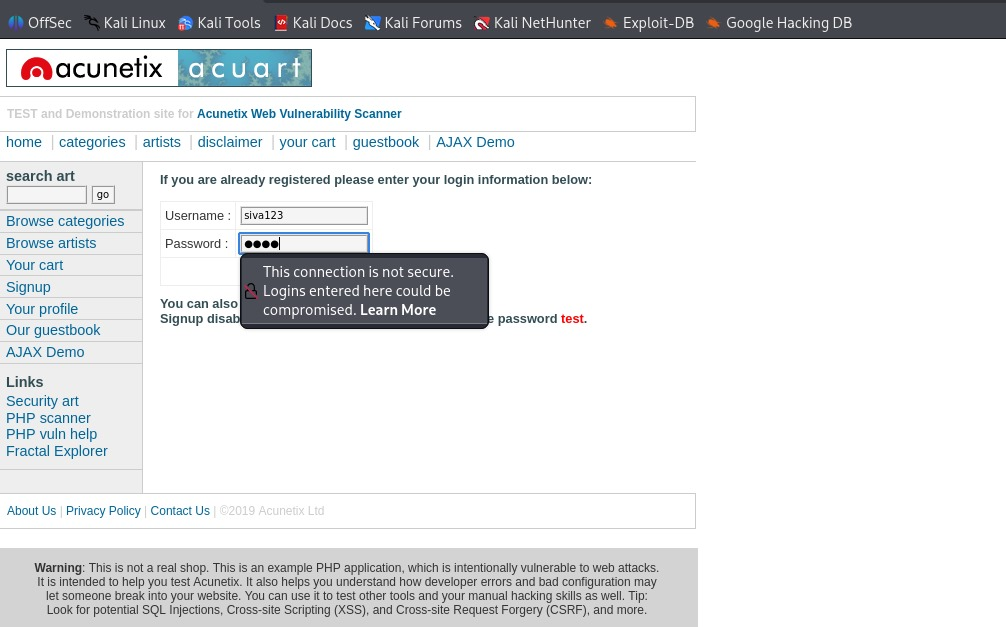 OffSec Kali Linux Kali Tools Kali Docs Kali Forums Kali NetHunter Exploit-DB Google Hacking DB
acunetix acuart
TEST and Demonstration site for Acunetix Web Vulnerability Scanner
home | categories | artists | disclaimer | your cart | guestbook | AJAX Demo
search art
go
Browse categories
Browse artists
Your cart
Signup
Your profile
Our guestbook
AJAX Demo
Links
Security art
PHP scanner
PHP vuln help
Fractal Explorer
If you are already registered please enter your login information below:
Username : siva123
Password : ●●●●
This connection is not secure.
Logins entered here could be
compromised. Learn More
You can also
Signup disab e password test.
About Us | Privacy Policy | Contact Us | ©2019 Acunetix Ltd
Warning: This is not a real shop. This is an example PHP application, which is intentionally vulnerable to web attacks.
It is intended to help you test Acunetix. It also helps you understand how developer errors and bad configuration may
let someone break into your website. You can use it to test other tools and your manual hacking skills as well. Tip:
Look for potential SQL Injections, Cross-site Scripting (XSS), and Cross-site Request Forgery (CSRF), and more.